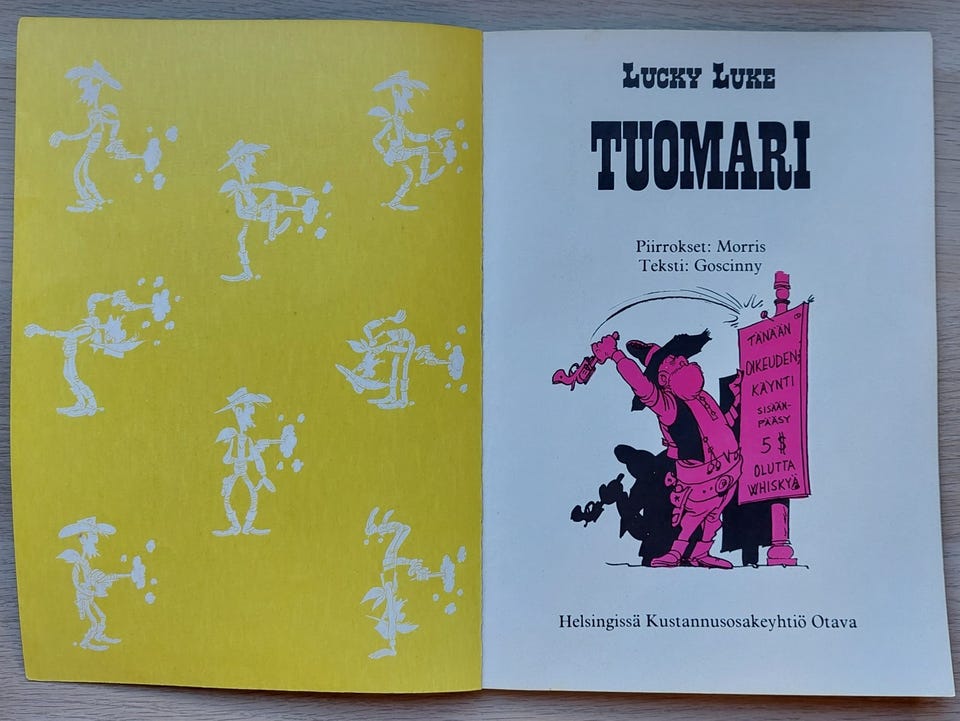 LUCKY LUKE
TUOMARI
Piirrokset: Morris
Teksti: Goscinny
TÄNÄÄN
OIKEUDEN-
KÄYNTI
SISÄÄN-
PÄÄSY
5 $
OLUTTA
WHISKYÄ
Helsingissä Kustannusosakeyhtiö Otava